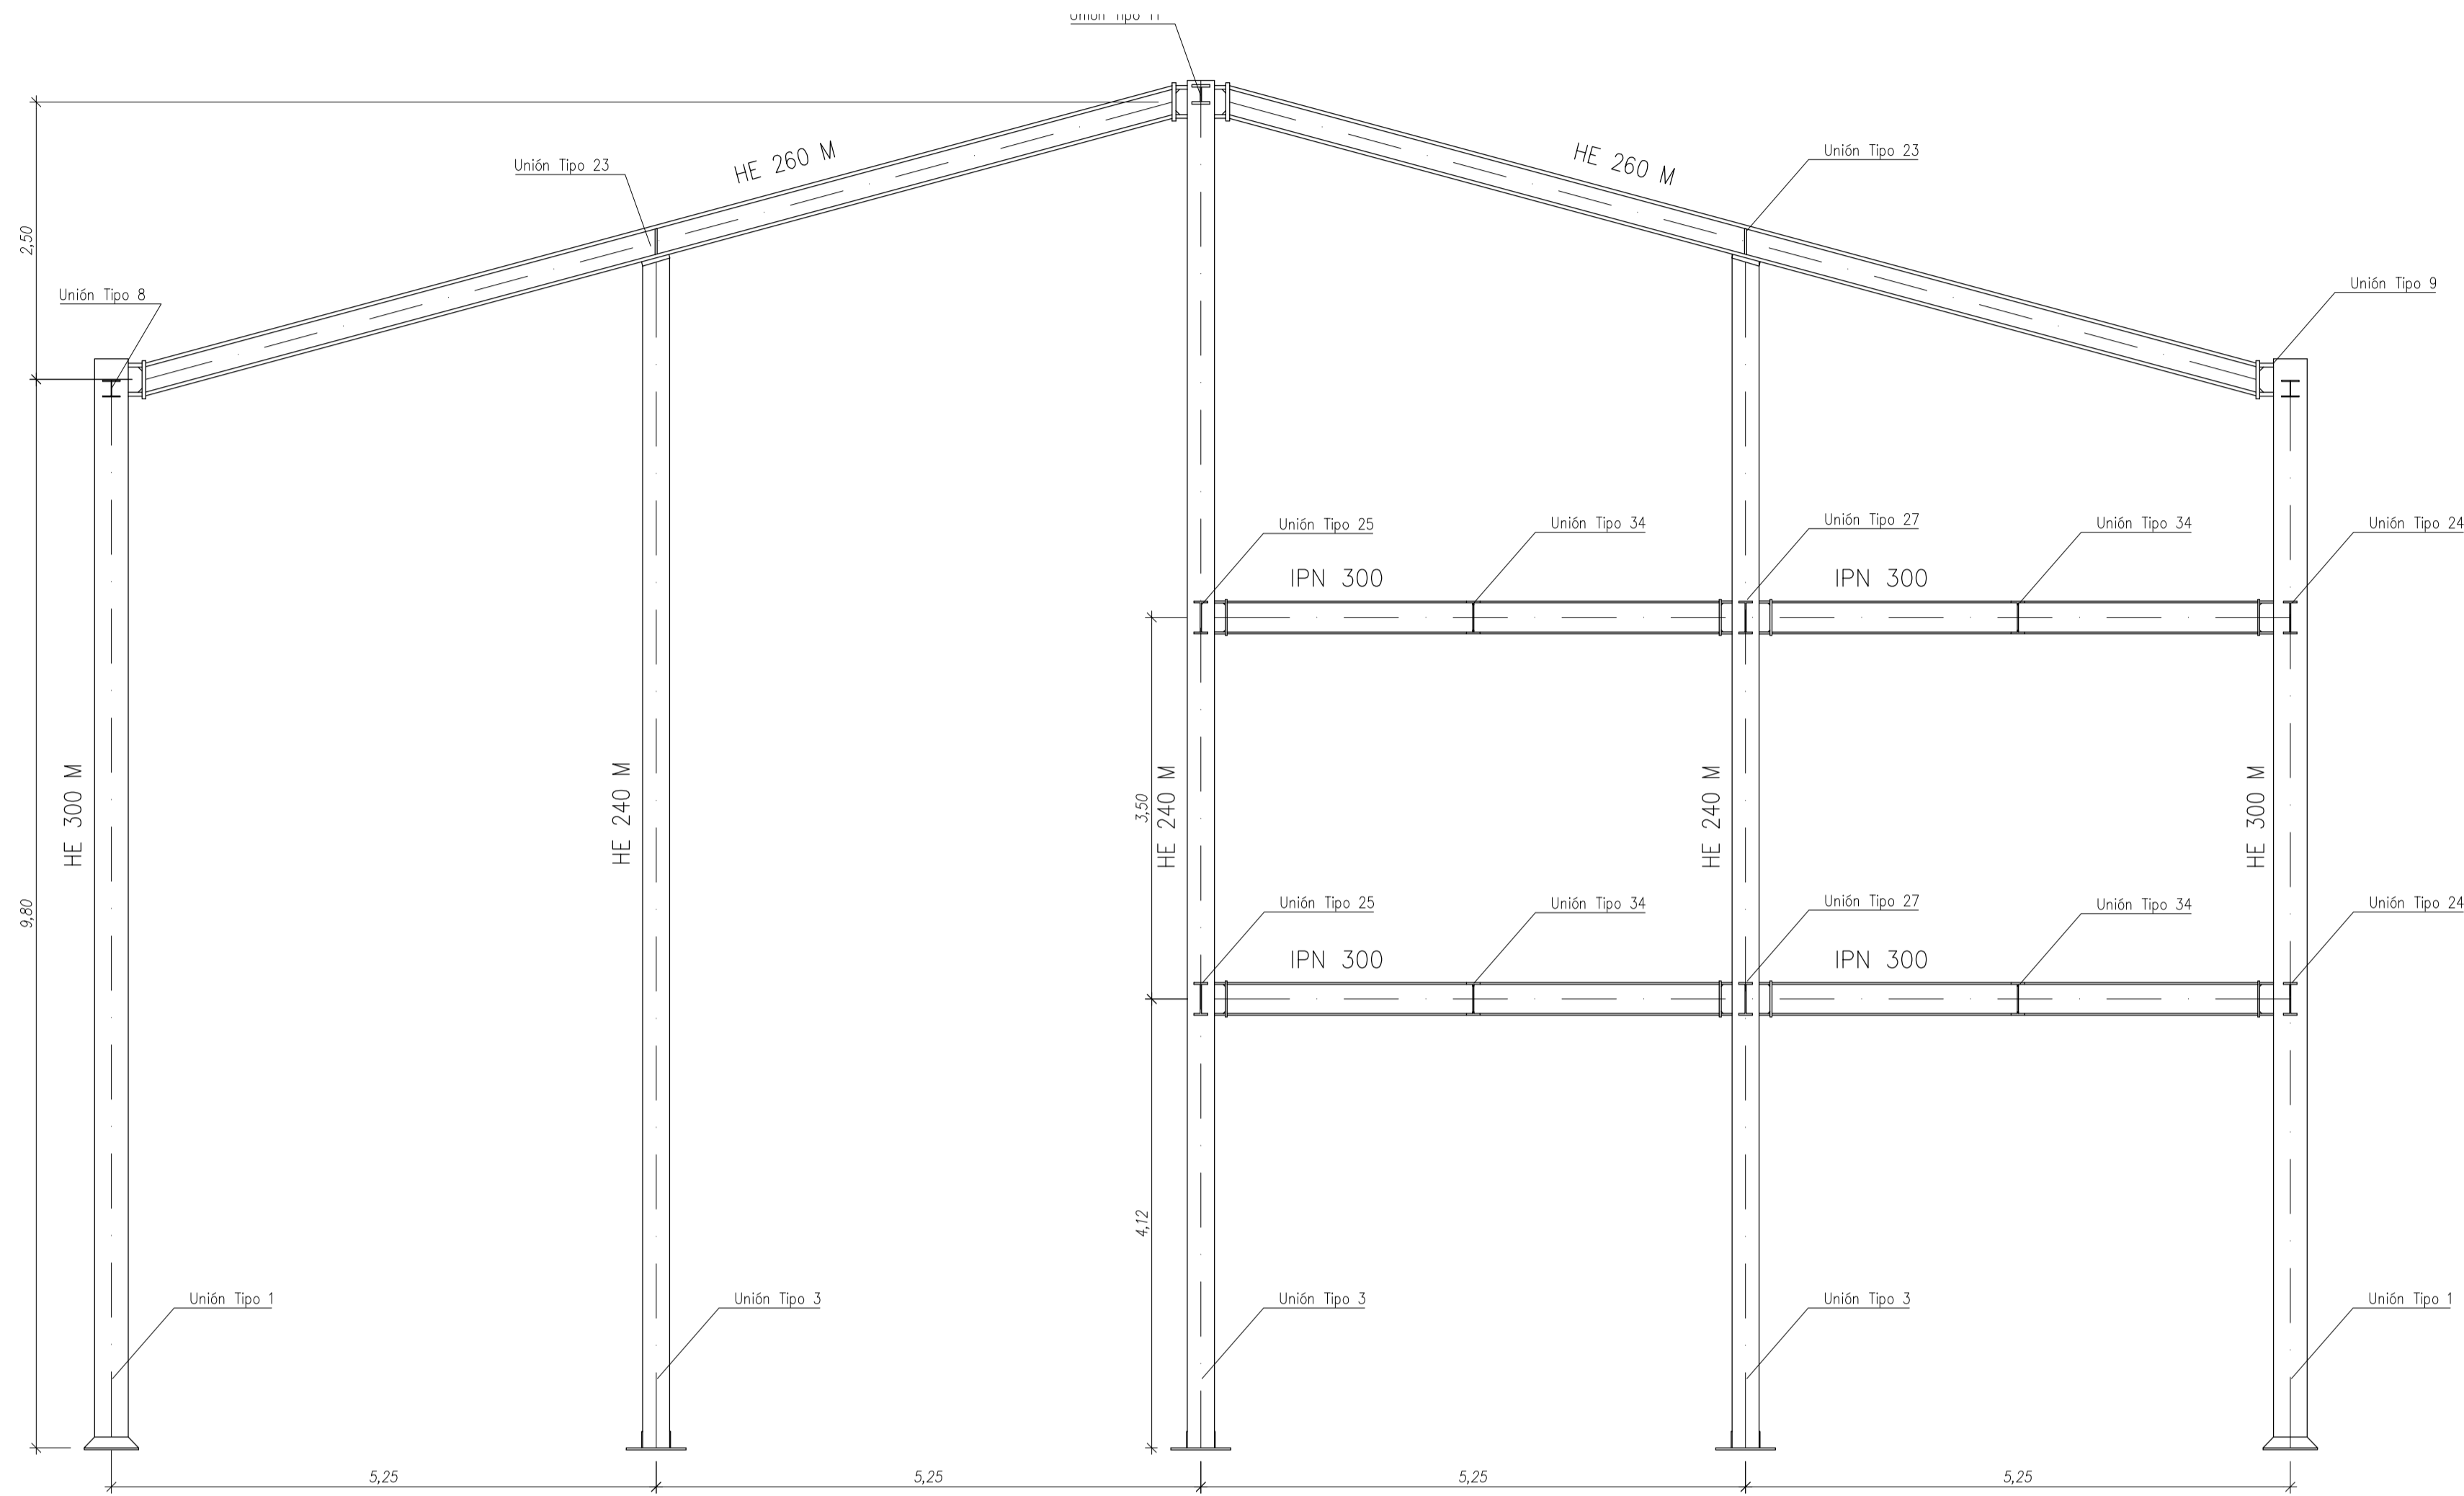 HE 260 M
HE 260 M
Unión Tipo 23
Unión Tipo 23
2,50
Unión Tipo 8
Unión Tipo 9
Unión Tipo 25
Unión Tipo 34
Unión Tipo 27
Unión Tipo 34
Unión Tipo 24
IPN 300
IPN 300
HE 300 M
HE 240 M
3,50
HE 240 M
HE 240 M
HE 300 M
9,80
Unión Tipo 25
Unión Tipo 34
Unión Tipo 27
Unión Tipo 34
Unión Tipo 24
IPN 300
IPN 300
4,12
Unión Tipo 1
Unión Tipo 3
Unión Tipo 3
Unión Tipo 3
Unión Tipo 1
5,25
5,25
5,25
5,25